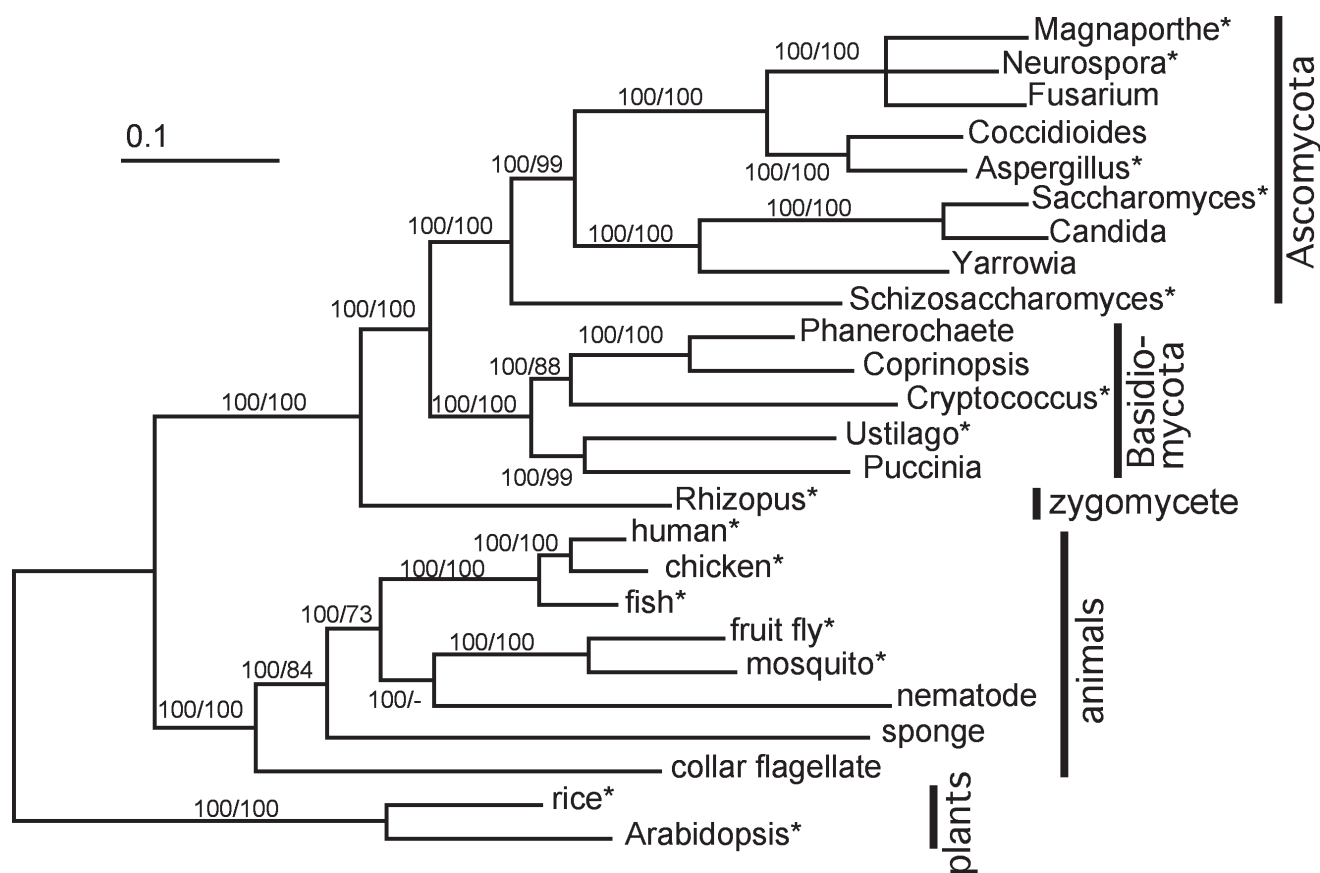 Magnaporthe*
100/100
Neurospora*
100/100
Fusarium
0.1
Coccidioides
100/99
100/100
Aspergillus*
Saccharomyces*
100/100
100/100
100/100
Candida
Yarrowia
Schizosaccharomyces*
Ascomycota
100/100
Phanerochaete
100/100
100/88
Coprinopsis
100/100
100/100
Cryptococcus*
Ustilago*
Puccinia
100/99
Basidio-
mycota
Rhizopus*
zygomycete
human*
100/100
chicken*
100/100
fish*
100/73
fruit fly*
100/100
mosquito*
100/84
100/-
nematode
100/100
sponge
collar flagellate
animals
rice*
100/100
Arabidopsis*
plants